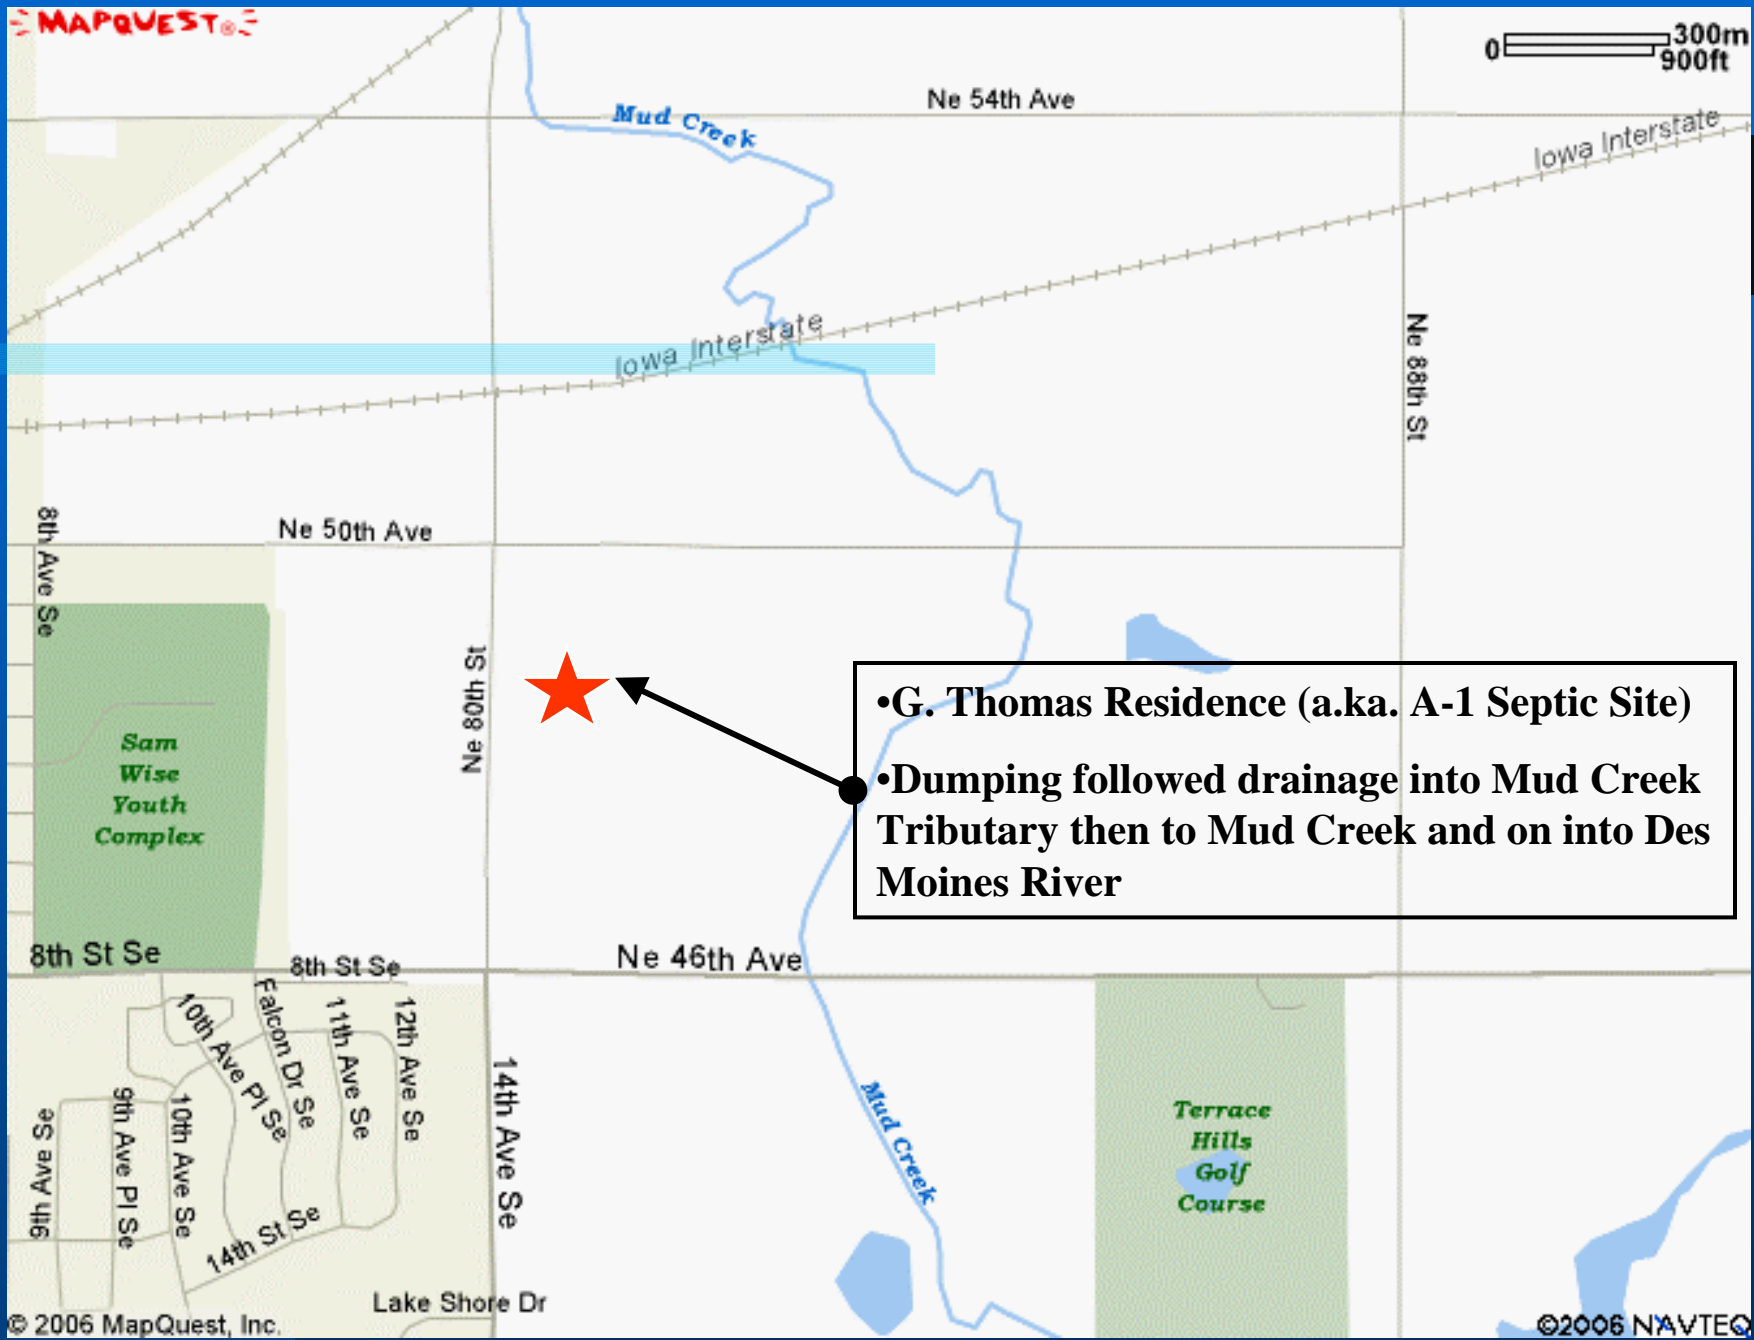 MAPQUEST®
0 300m
900ft
Ne 54th Ave
Mud Creek
Iowa Interstate
Iowa Interstate
Ne 88th St
8th Ave Se
Ne 50th Ave
Ne 80th St
•G. Thomas Residence (a.ka. A-1 Septic Site)
•Dumping followed drainage into Mud Creek
Tributary then to Mud Creek and on into Des
Moines River
Sam
Wise
Youth
Complex
8th St Se
8th St Se
Ne 46th Ave
10th Ave Pl Se
Falcon Dr Se
11th Ave Se
12th Ave Se
14th Ave Se
9th Ave Se
9th Ave Pl Se
10th Ave Se
14th St Se
Mud Creek
Terrace
Hills
Golf
Course
Lake Shore Dr
© 2006 MapQuest, Inc.
©2006 NAVTEQ